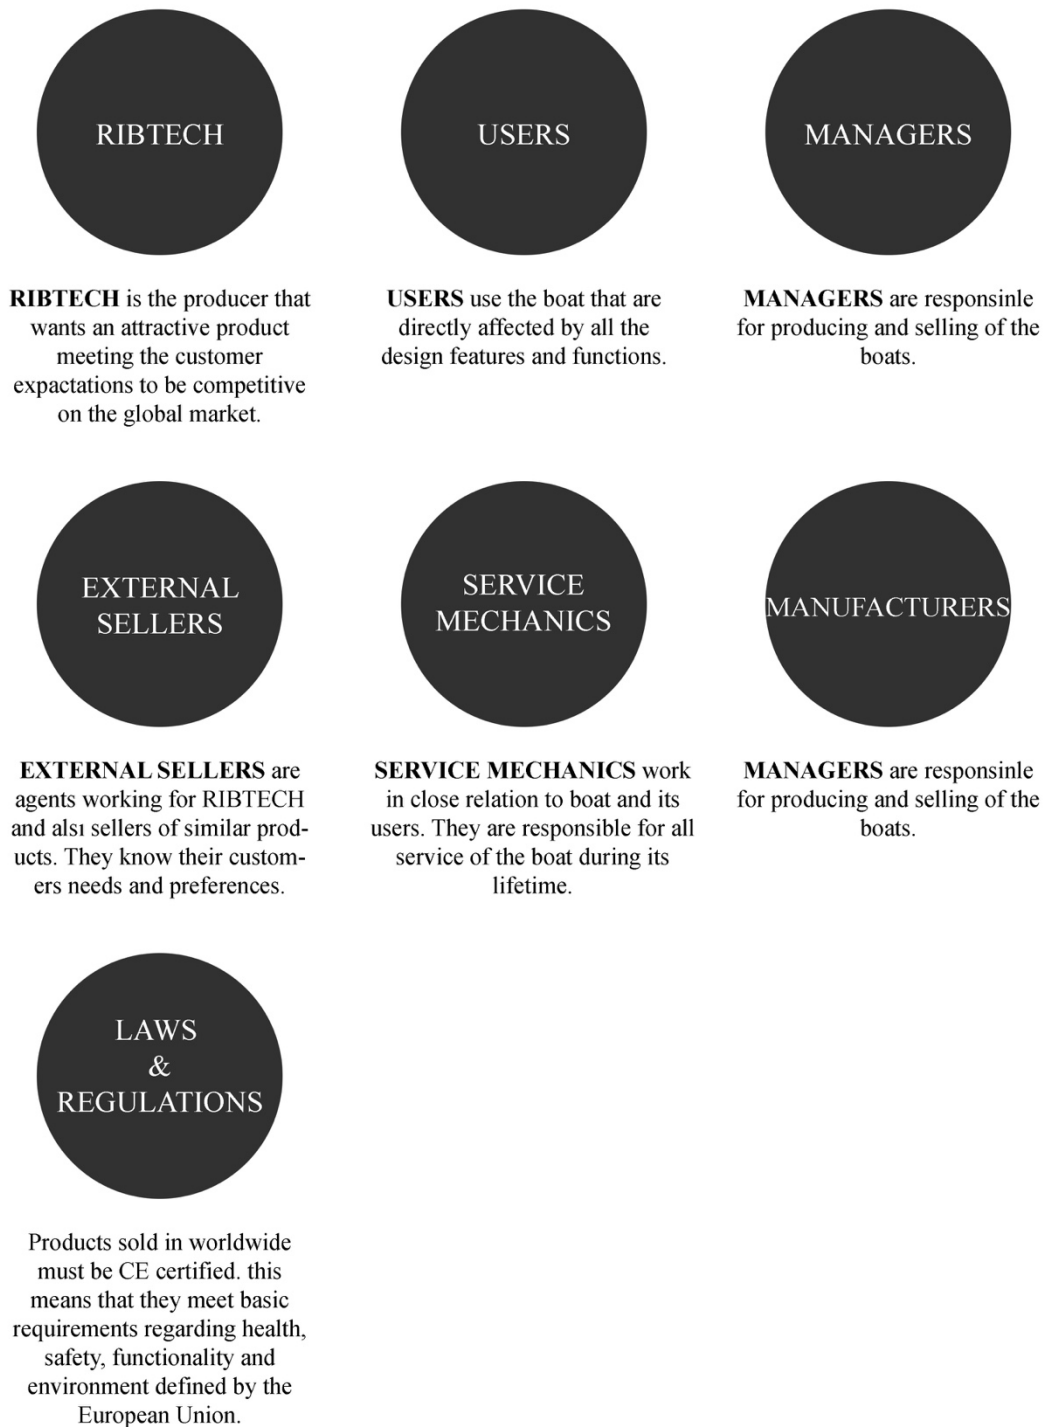 RIBTECH
USERS
MANAGERS
RIBTECH is the producer that
wants an attractive product
meeting the customer
expactations to be competitive
on the global market.
USERS use the boat that are
directly affected by all the
design features and functions.
MANAGERS are responsinle
for producing and selling of the
boats.
EXTERNAL
SELLERS
SERVICE
MECHANICS
MANUFACTURERS
EXTERNAL SELLERS are
agents working for RIBTECH
and alsı sellers of similar prod-
ucts. They know their custom-
ers needs and preferences.
SERVICE MECHANICS work
in close relation to boat and its
users. They are responsible for all
service of the boat during its
lifetime.
MANAGERS are responsinle
for producing and selling of the
boats.
LAWS
&
REGULATIONS
Products sold in worldwide
must be CE certified. this
means that they meet basic
requirements regarding health,
safety, functionality and
environment defined by the
European Union.